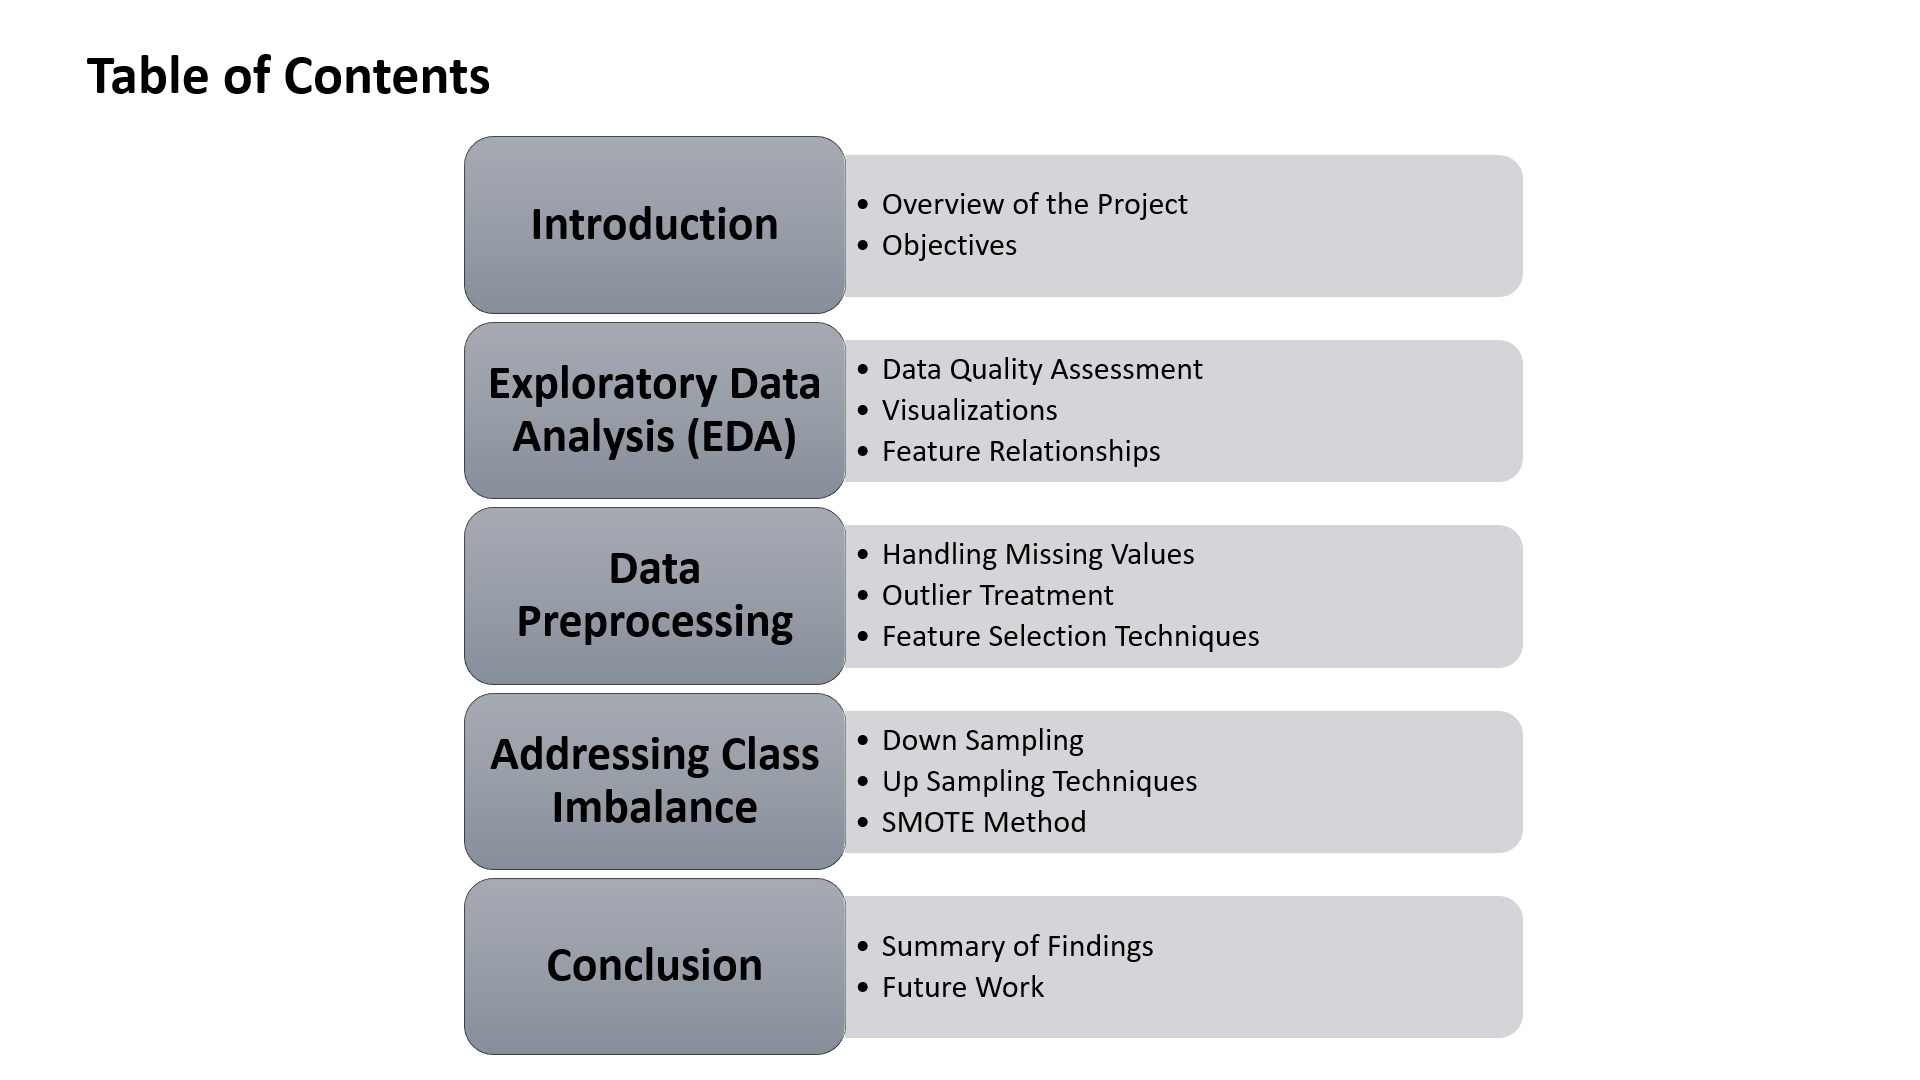 Table of Contents
Introduction
• Overview of the Project
• Objectives
Exploratory Data
Analysis (EDA)
• Data Quality Assessment
• Visualizations
• Feature Relationships
Data
Preprocessing
• Handling Missing Values
• Outlier Treatment
• Feature Selection Techniques
Addressing Class
Imbalance
• Down Sampling
• Up Sampling Techniques
• SMOTE Method
Conclusion
• Summary of Findings
• Future Work